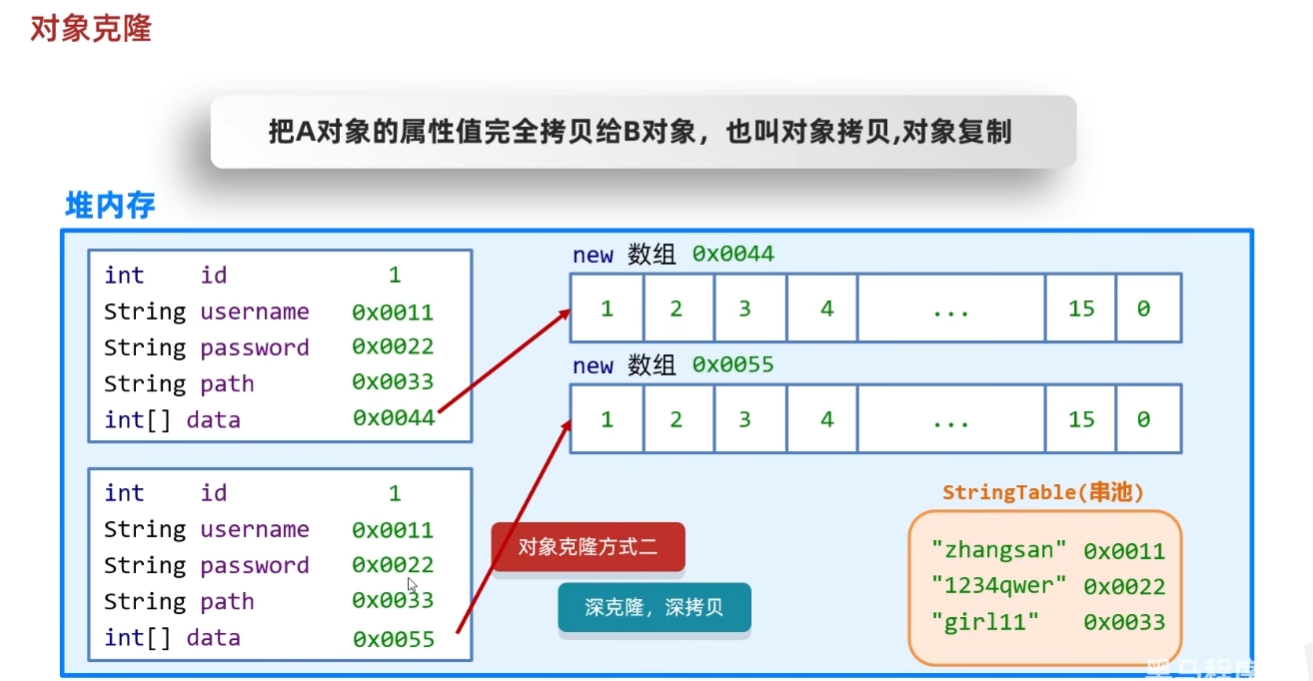 对象克隆
把A对象的属性值完全拷贝给B对象，也叫对象拷贝,对象复制
堆内存
int id 1
String username 0x0011
String password 0x0022
String path 0x0033
int[] data 0x0044
new 数组 0x0044
1 2 3 4 ... 15 0
new 数组 0x0055
1 2 3 4 ... 15 0
int id 1
String username 0x0011
String password 0x0022
String path 0x0033
int[] data 0x0055
对象克隆方式二
深克隆，深拷贝
StringTable(串池)
"zhangsan" 0x0011
"1234qwer" 0x0022
"girl11" 0x0033